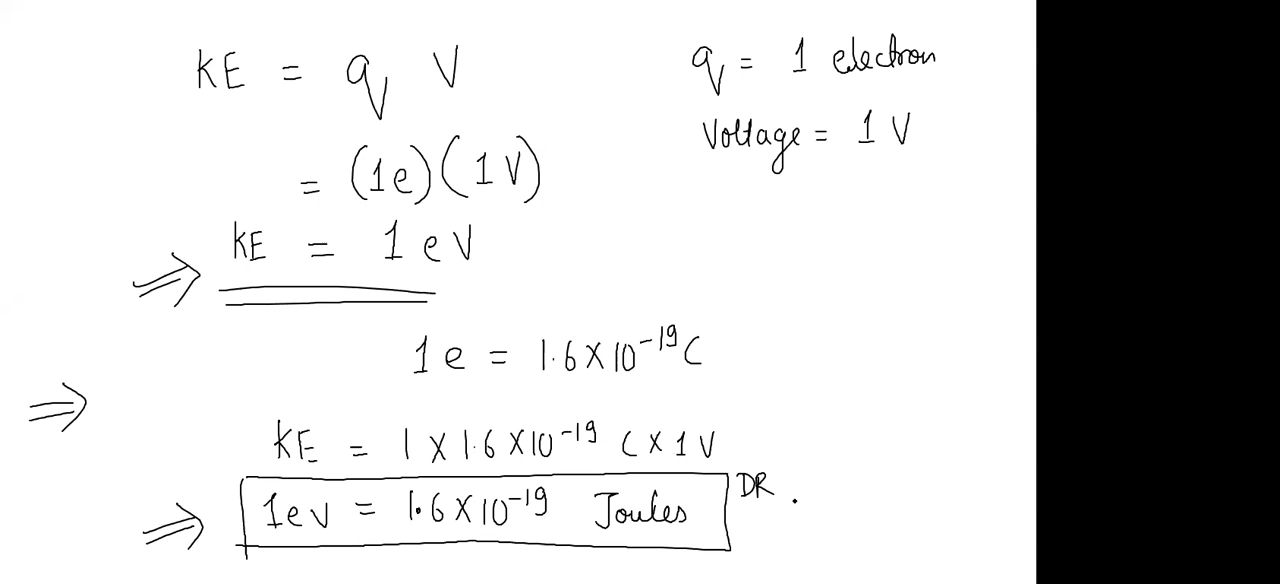 KE = q V
q = 1 electron
Voltage = 1 V
= (1e)(1V)
⇒ KE = 1 eV
1 e = 1.6 X 10⁻¹⁹ C
⇒
KE = 1 X 1.6 X 10⁻¹⁹ C X 1 V
⇒ 1ev = 1.6 X 10⁻¹⁹ Joules DR .